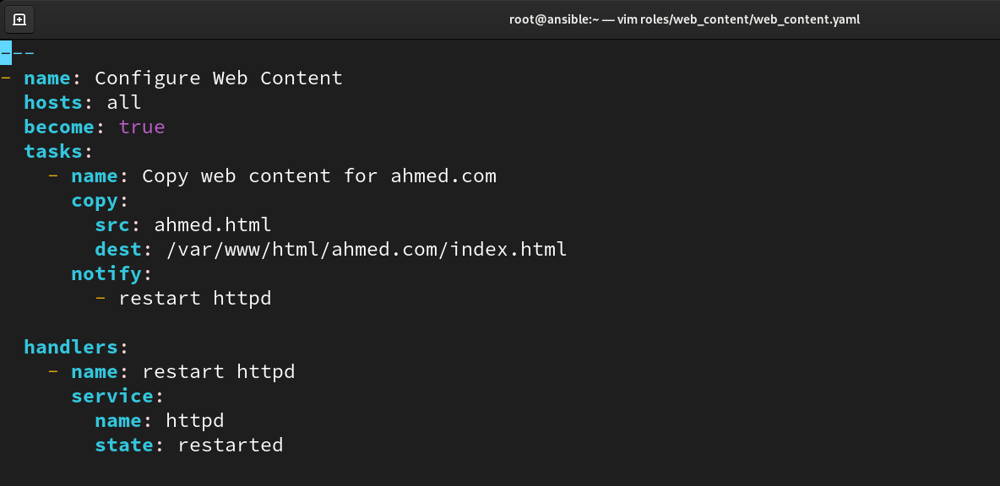 root@ansible:~ — vim roles/web_content/web_content.yaml
---
- name: Configure Web Content
  hosts: all
  become: true
  tasks:
    - name: Copy web content for ahmed.com
      copy:
        src: ahmed.html
        dest: /var/www/html/ahmed.com/index.html
      notify:
        - restart httpd

  handlers:
    - name: restart httpd
      service:
        name: httpd
        state: restarted